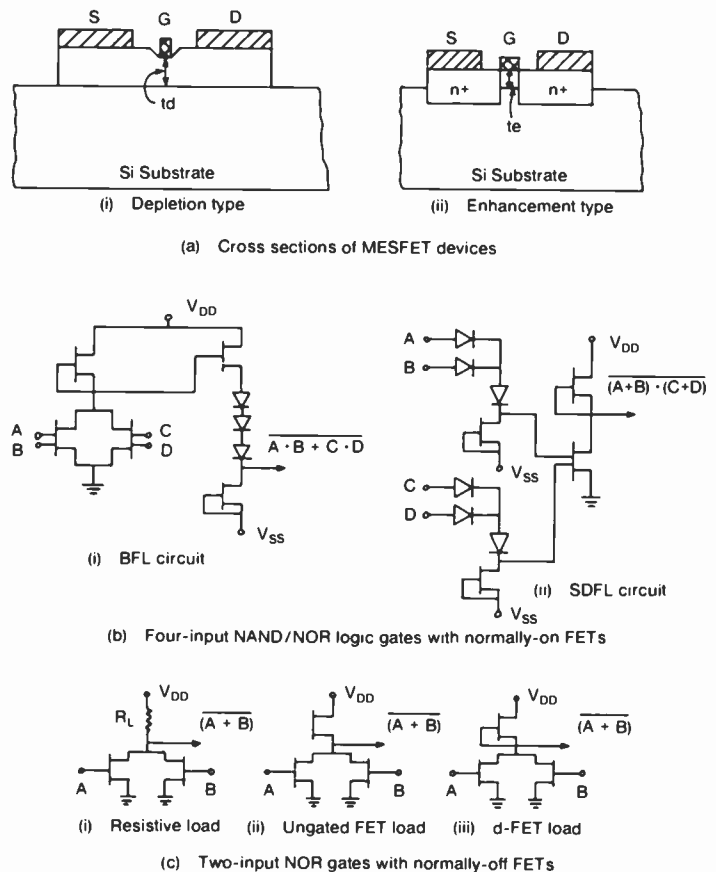 S G D
td
Si Substrate
(i) Depletion type
S G D
n+ n+
te
Si Substrate
(ii) Enhancement type
(a) Cross sections of MESFET devices
VDD
A
B
C
D
A · B + C · D
VSS
(i) BFL circuit
A
B
VSS
C
D
VSS
VDD
(A+B) · (C+D)
(ii) SDFL circuit
(b) Four-input NAND/NOR logic gates with normally-on FETs
VDD
RL
(A + B)
A B
(i) Resistive load
VDD
(A + B)
A B
(ii) Ungated FET load
VDD
(A + B)
A B
(iii) d-FET load
(c) Two-input NOR gates with normally-off FETs